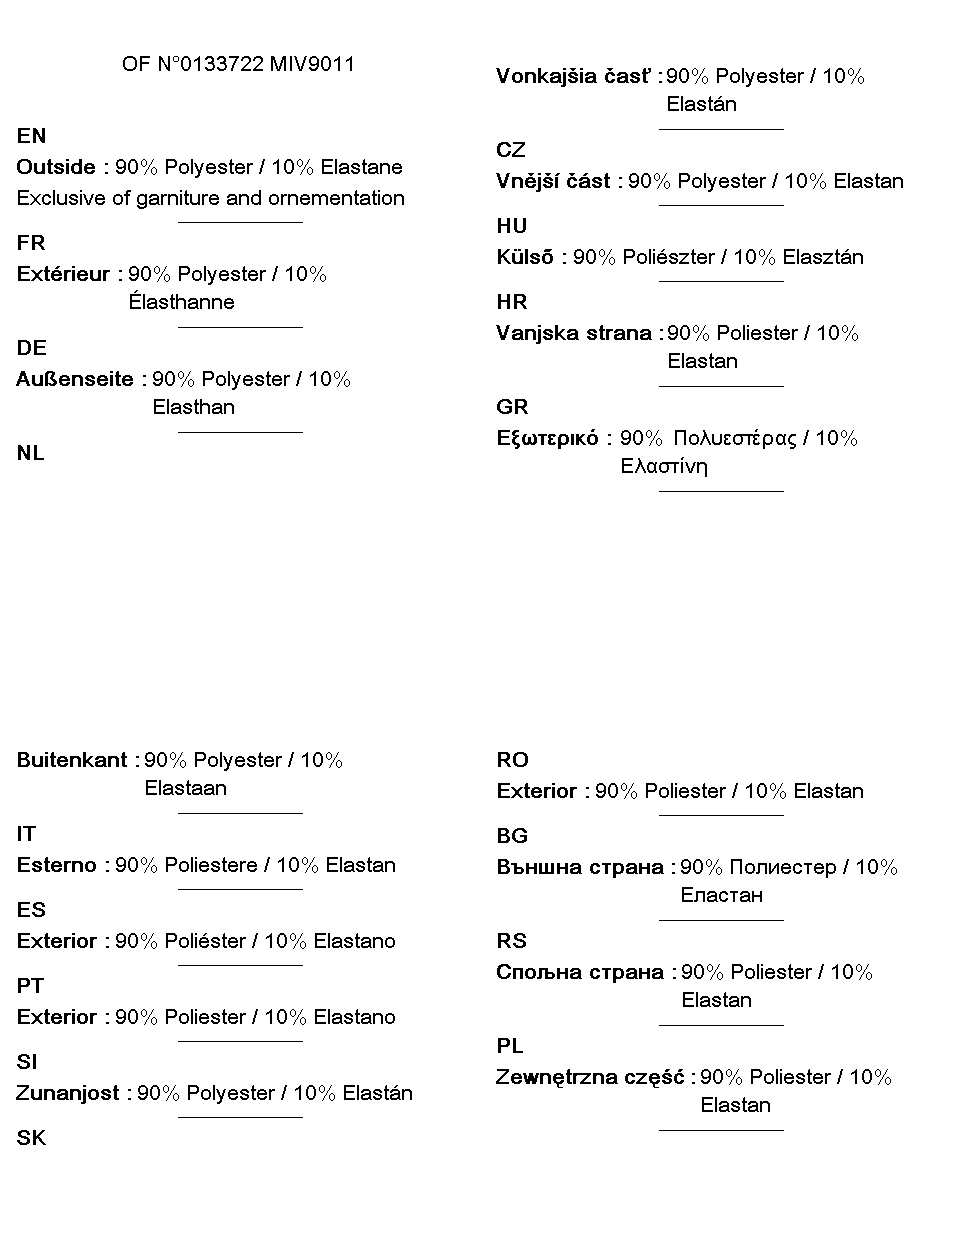 OF N°0133722 MIV9011
EN
Outside : 90% Polyester / 10% Elastane
Exclusive of garniture and ornementation
FR
Extérieur : 90% Polyester / 10%
Élasthanne
DE
Außenseite : 90% Polyester / 10%
Elasthan
NL
Buitenkant : 90% Polyester / 10%
Elastaan
IT
Esterno : 90% Poliestere / 10% Elastan
ES
Exterior : 90% Poliéster / 10% Elastano
PT
Exterior : 90% Poliester / 10% Elastano
SI
Zunanjost : 90% Polyester / 10% Elastán
SK
Vonkajšia časť : 90% Polyester / 10%
Elastán
CZ
Vnější část : 90% Polyester / 10% Elastan
HU
Külső : 90% Poliészter / 10% Elasztán
HR
Vanjska strana : 90% Poliester / 10%
Elastan
GR
Εξωτερικό : 90% Πολυεστέρας / 10%
Ελαστίνη
RO
Exterior : 90% Poliester / 10% Elastan
BG
Външна страна : 90% Полиестер / 10%
Еластан
RS
Спољна страна : 90% Poliester / 10%
Elastan
PL
Zewnętrzna część : 90% Poliester / 10%
Elastan